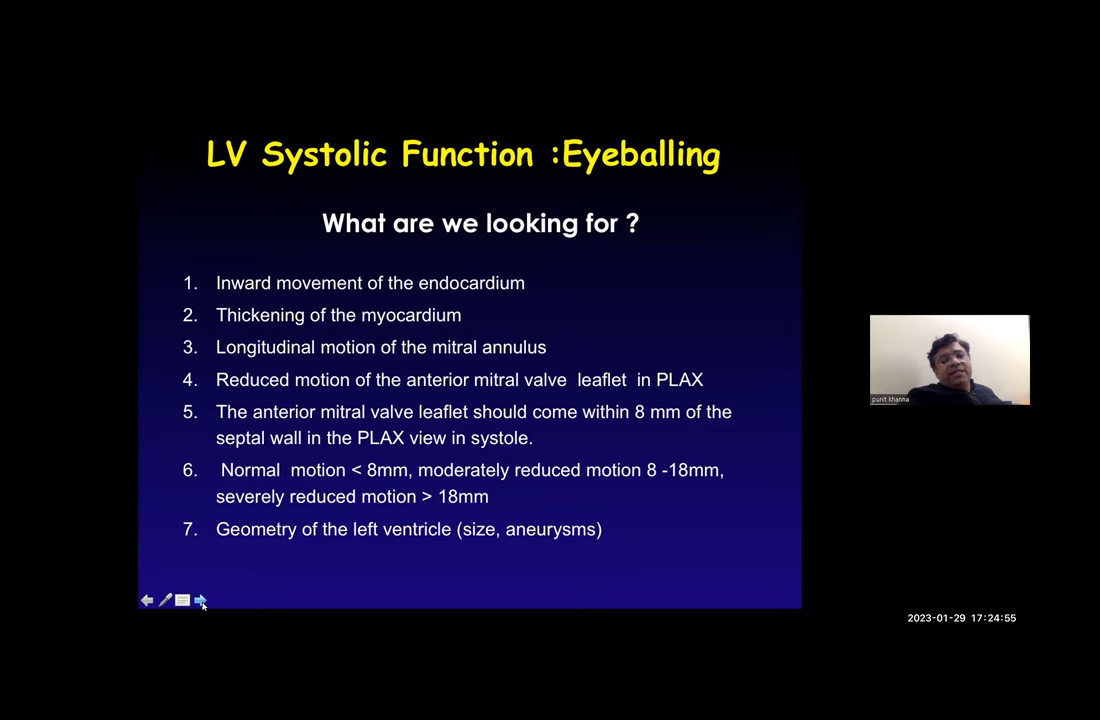 LV Systolic Function :Eyeballing
What are we looking for ?
1. Inward movement of the endocardium
2. Thickening of the myocardium
3. Longitudinal motion of the mitral annulus
4. Reduced motion of the anterior mitral valve leaflet in PLAX
5. The anterior mitral valve leaflet should come within 8 mm of the
septal wall in the PLAX view in systole.
6. Normal motion < 8mm, moderately reduced motion 8 -18mm,
severely reduced motion > 18mm
7. Geometry of the left ventricle (size, aneurysms)
punit khanna
2023-01-29 17:24:55